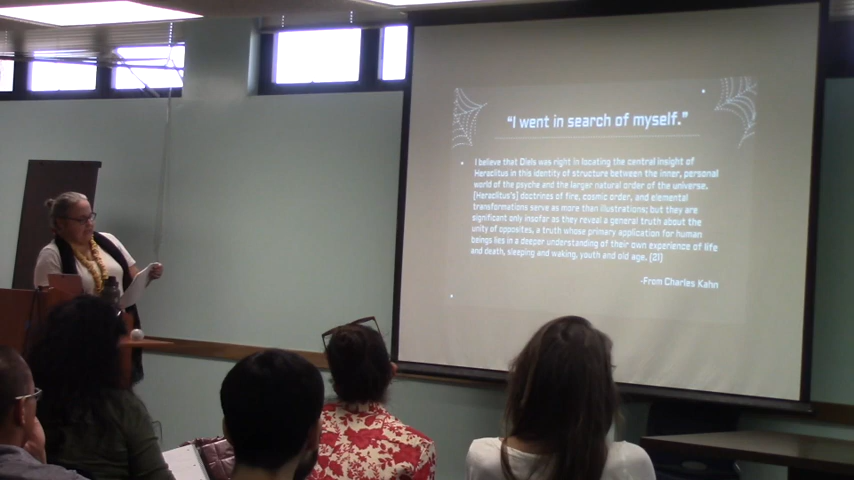 "I went in search of myself."
I believe that Diels was right in locating the central insight of
Heraclitus in this identity of structure between the inner, personal
world of the psyche and the larger natural order of the universe.
(Heraclitus's) doctrines of fire, cosmic order, and elemental
transformations serve as more than illustrations; but they are
significant only insofar as they reveal a general truth about the
unity of opposites, a truth whose primary application for human
beings lies in a deeper understanding of their own experience of life
and death, sleeping and waking, youth and old age. (21)
-From Charles Kahn